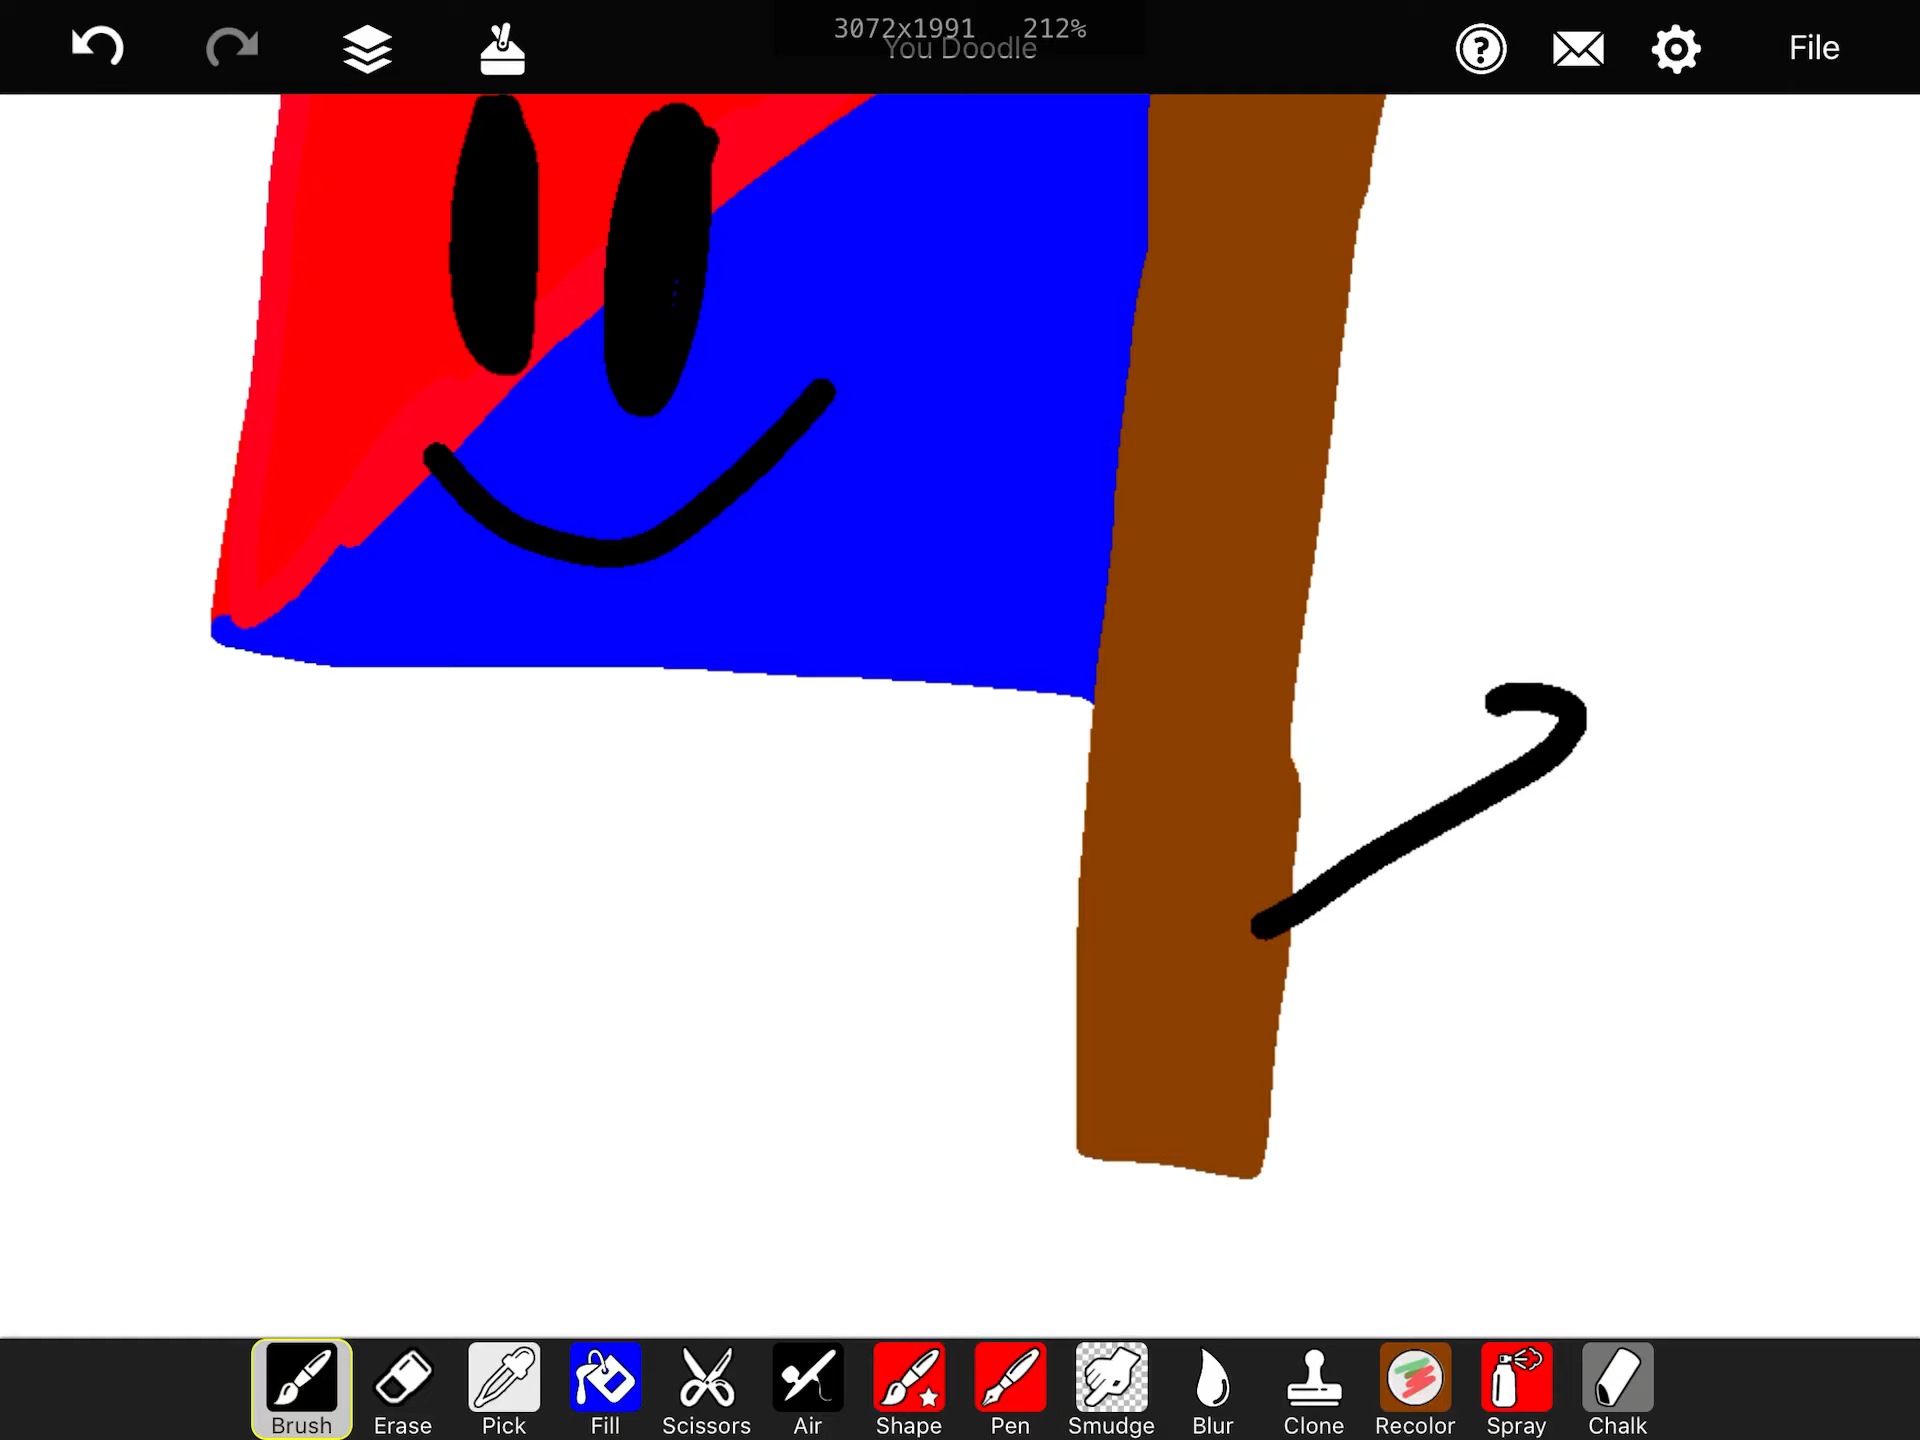 3072x1991 212%
You Doodle
File
Brush Erase Pick Fill Scissors Air Shape Pen Smudge Blur Clone Recolor Spray Chalk